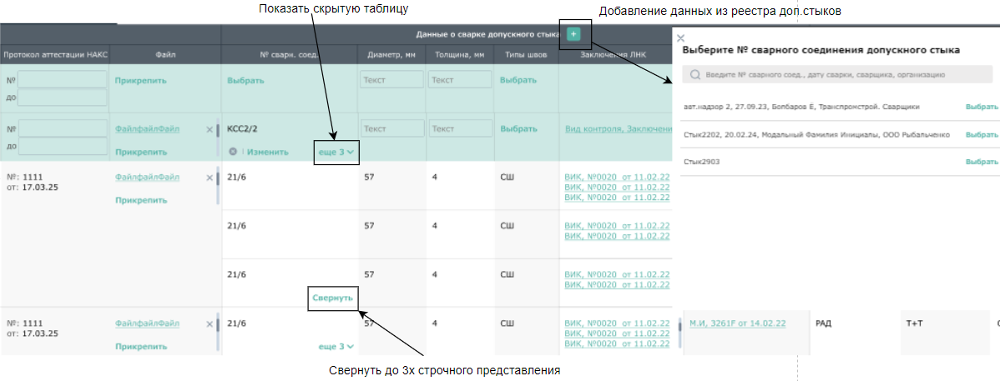 Показать скрытую таблицу
Добавление данных из реестра доп.стыков
Данные о сварке допускного стыка +
Протокол аттестации НАКС
Файл
№ сварн. соед.
Диаметр, мм
Толщина, мм
Типы швов
Заключения ЛНК
№
до
Прикрепить
Выбрать
Текст
Текст
Выбрать
№
до
ФайлфайлФайл
Прикрепить
КСС2/2
Изменить
еще 3
Текст
Текст
Выбрать
Вид контроля, Заключени
№: 1111
от: 17.03.25
ФайлфайлФайл
Прикрепить
21/6
57
4
СШ
ВИК, №0020 от 11.02.22
ВИК, №0020 от 11.02.22
ВИК, №0020 от 11.02.22
21/6
57
4
СШ
ВИК, №0020 от 11.02.22
ВИК, №0020 от 11.02.22
21/6
Свернуть
57
4
СШ
ВИК, №0020 от 11.02.22
ВИК, №0020 от 11.02.22
№: 1111
от: 17.03.25
ФайлфайлФайл
Прикрепить
21/6
еще 3
57
4
СШ
ВИК, №0020 от 11.02.22
ВИК, №0020 от 11.02.22
ВИК, №0020 от 11.02.22
М.И, 3261F от 14.02.22
РАД
Т+Т
Выберите № сварного соединения допускного стыка
Введите № сварного соед., дату сварки, сварщика, организацию
авт.надзор 2, 27.09.23, Бопбаров Ё, Транспромстрой. Сварщики
Выбрать
Стык2202, 20.02.24, Модальный Фамилия Инициалы, ООО Рыбальченко
Выбрать
Стык2903
Выбрать
Свернуть до 3х строчного представления